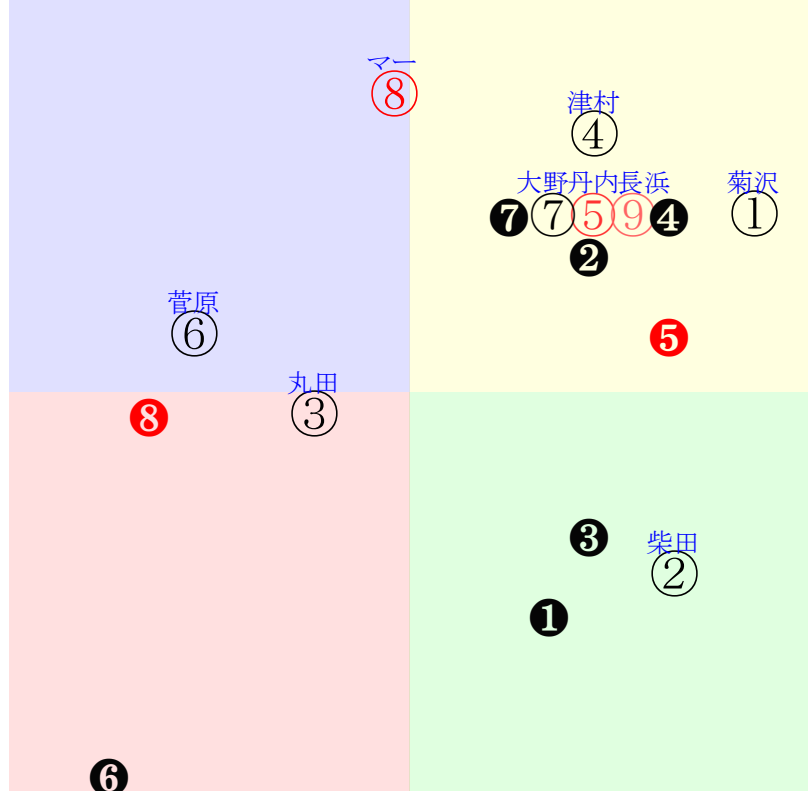 マー
⑧
津村
④
大野丹内長浜 菊沢
❼⑦⑤⑨❹ ①
❷
菅原
⑥
❺
丸田
③
❽
❸
柴田
②
❶
❻